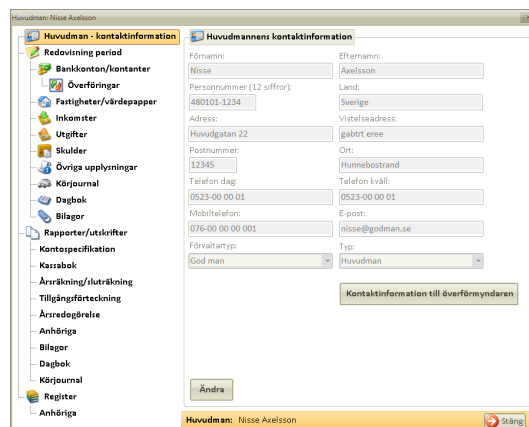 Huvudman: Nisse Axelsson
Huvudman - kontaktinformation
Redovisning period
Bankkonton/kontanter
Överföringar
Fastigheter/värdepapper
Inkomster
Utgifter
Skulder
Övriga upplysningar
Körjournal
Dagbok
Bilagor
Rapporter/utskrifter
Kontospecifikation
Kassabok
Årsräkning/sluträkning
Tillgångsförteckning
Årsredogörelse
Anhöriga
Bilagor
Dagbok
Körjournal
Register
Anhöriga
Huvudmannens kontaktinformation
Förnamn: Efternamn:
Nisse Axelsson
Personnummer (12 siffror): Land:
480101-1234 Sverige
Adress: Vistelseadress:
Huvudgatan 22 gabtrt eree
Postnummer: Ort:
12345 Hunnebostrand
Telefon dag: Telefon kväll:
0523-00 00 01 0523-00 00 01
Mobiltelefon: E-post:
076-00 00 00 001 nisse@godman.se
Förvaltartyp: Typ:
God man Huvudman
Kontaktinformation till överförmyndaren
Ändra
Huvudman: Nisse Axelsson Stäng